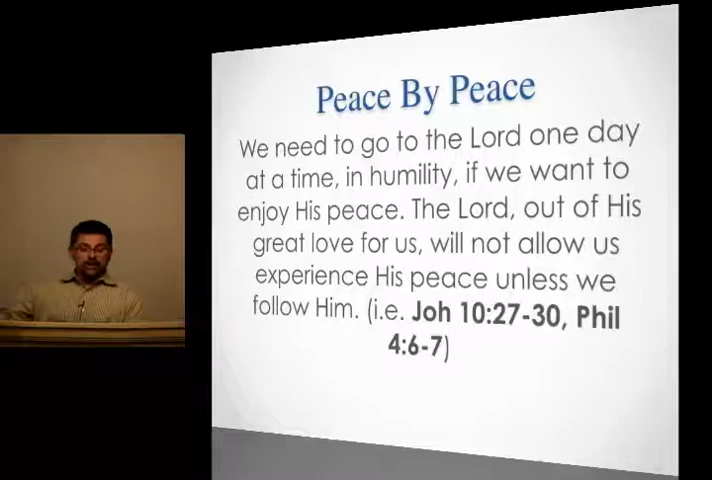 Peace By Peace
We need to go to the Lord one day
at a time, in humility, if we want to
enjoy His peace. The Lord, out of His
great love for us, will not allow us
experience His peace unless we
follow Him. (i.e. Joh 10:27-30, Phil
4:6-7)